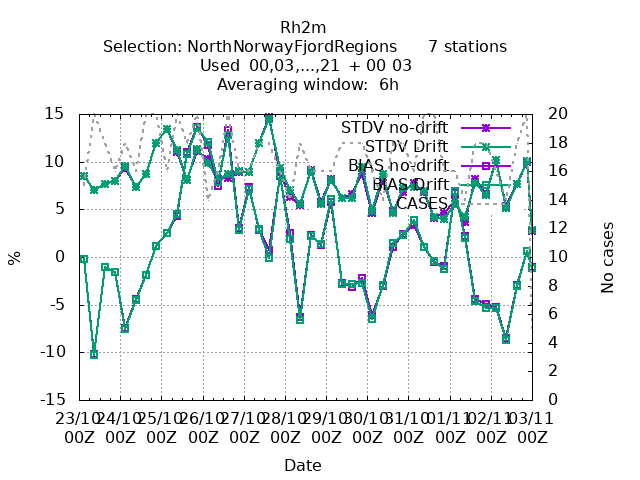 Rh2m
Selection: NorthNorwayFjordRegions 7 stations
Used 00,03,...,21 + 00 03
Averaging window: 6h
15 20
STDV no-drift
18
STDV Drift
10 16
BIAS no-drift
BIAS Drift
5 14
CASES
12
0 10
8
-5 6
4
-10
2
-15 0
% No cases
23/10 24/10 25/10 26/10 27/10 28/10 29/10 30/10 31/10 01/11 02/11 03/11
00Z 00Z 00Z 00Z 00Z 00Z 00Z 00Z 00Z 00Z 00Z 00Z
Date